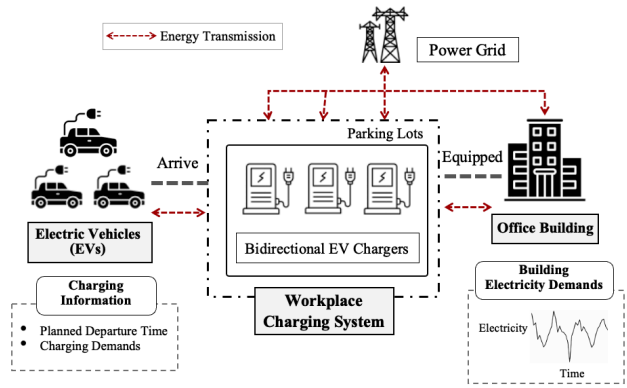 Energy Transmission
Power Grid
Parking Lots
Arrive
Equipped
Bidirectional EV Chargers
Electric Vehicles
(EVs)
Office Building
Workplace
Charging System
Charging
Information
• Planned Departure Time
• Charging Demands
Building
Electricity Demands
Electricity
Time